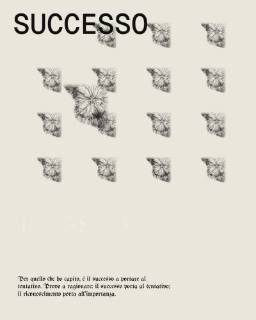 SUCCESSO
Per quello che ho capito, è il successo a portare al
tentativo. Provo a ragionare: il successo porta al tentativo;
il riconoscimento porta all'importanza.